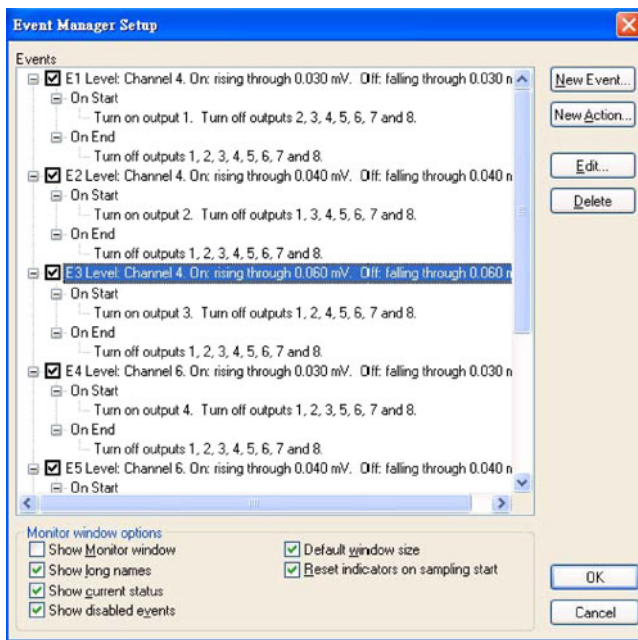 Event Manager Setup
Events
E1 Level: Channel 4. On: rising through 0.030 mV. Off: falling through 0.030 m
On Start
Turn on output 1. Turn off outputs 2, 3, 4, 5, 6, 7 and 8.
On End
Turn off outputs 1, 2, 3, 4, 5, 6, 7 and 8.
E2 Level: Channel 4. On: rising through 0.040 mV. Off: falling through 0.040 m
On Start
Turn on output 2. Turn off outputs 1, 3, 4, 5, 6, 7 and 8.
On End
Turn off outputs 1, 2, 3, 4, 5, 6, 7 and 8.
E3 Level: Channel 4. On: rising through 0.060 mV. Off: falling through 0.060 m
On Start
Turn on output 3. Turn off outputs 1, 2, 4, 5, 6, 7 and 8.
On End
Turn off outputs 1, 2, 3, 4, 5, 6, 7 and 8.
E4 Level: Channel 6. On: rising through 0.030 mV. Off: falling through 0.030 m
On Start
Turn on output 4. Turn off outputs 1, 2, 3, 5, 6, 7 and 8.
On End
Turn off outputs 1, 2, 3, 4, 5, 6, 7 and 8.
E5 Level: Channel 6. On: rising through 0.040 mV. Off: falling through 0.040 m
On Start
New Event...
New Action...
Edit...
Delete
Monitor window options
Show Monitor window
Show long names
Show current status
Show disabled events
Default window size
Reset indicators on sampling start
OK
Cancel